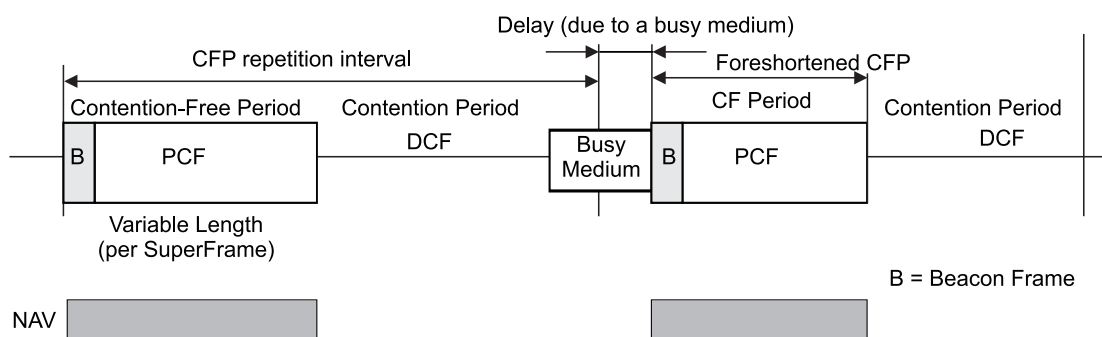 Delay (due to a busy medium)
CFP repetition interval
Foreshortened CFP
Contention-Free Period
Contention Period
CF Period
Contention Period
B
PCF
DCF
Busy
Medium
B
PCF
DCF
Variable Length
(per SuperFrame)
B = Beacon Frame
NAV